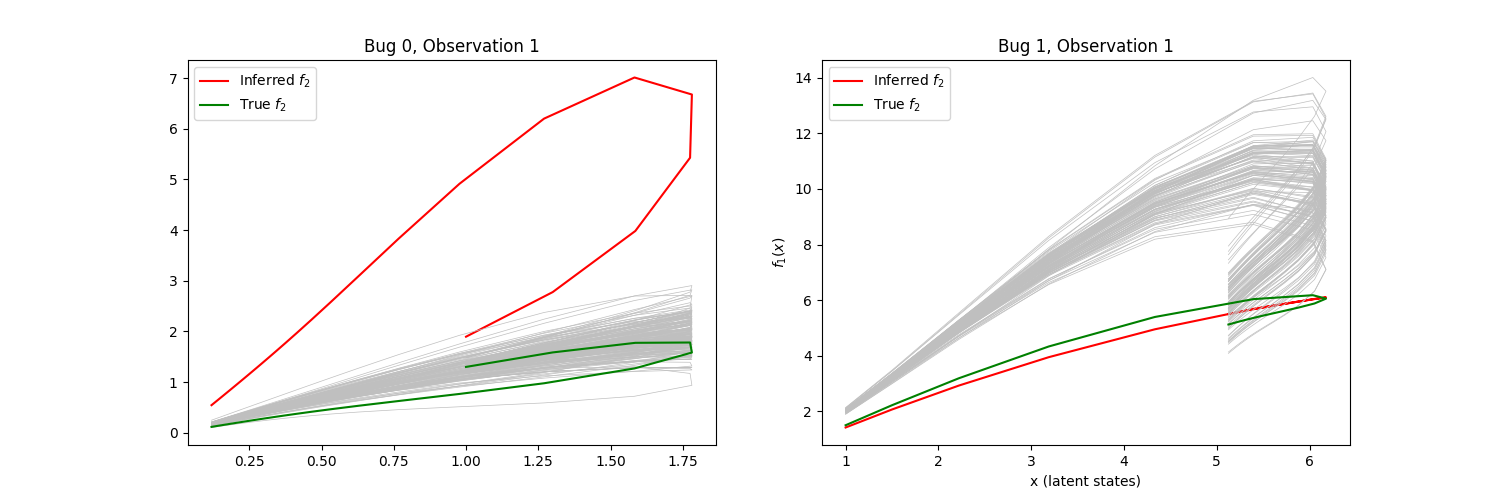 Bug 0, Observation 1
Inferred f₂
True f₂
7
6
5
4
3
2
1
0
0.25 0.50 0.75 1.00 1.25 1.50 1.75
Bug 1, Observation 1
Inferred f₂
True f₂
14
12
10
8
6
4
2
f₁(x)
1 2 3 4 5 6
x (latent states)